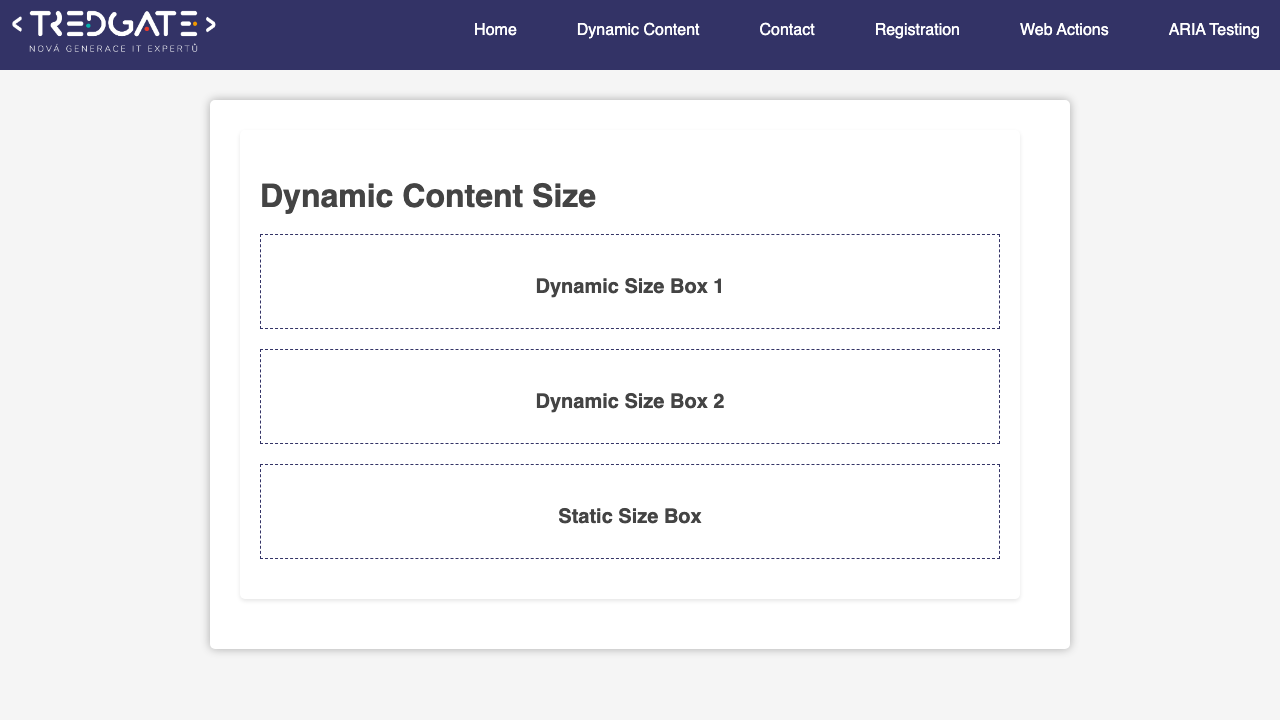 <TREDGATE>
NOVÁ GENERACE IT EXPERTŮ
Home
Dynamic Content
Contact
Registration
Web Actions
ARIA Testing
Dynamic Content Size
Dynamic Size Box 1
Dynamic Size Box 2
Static Size Box